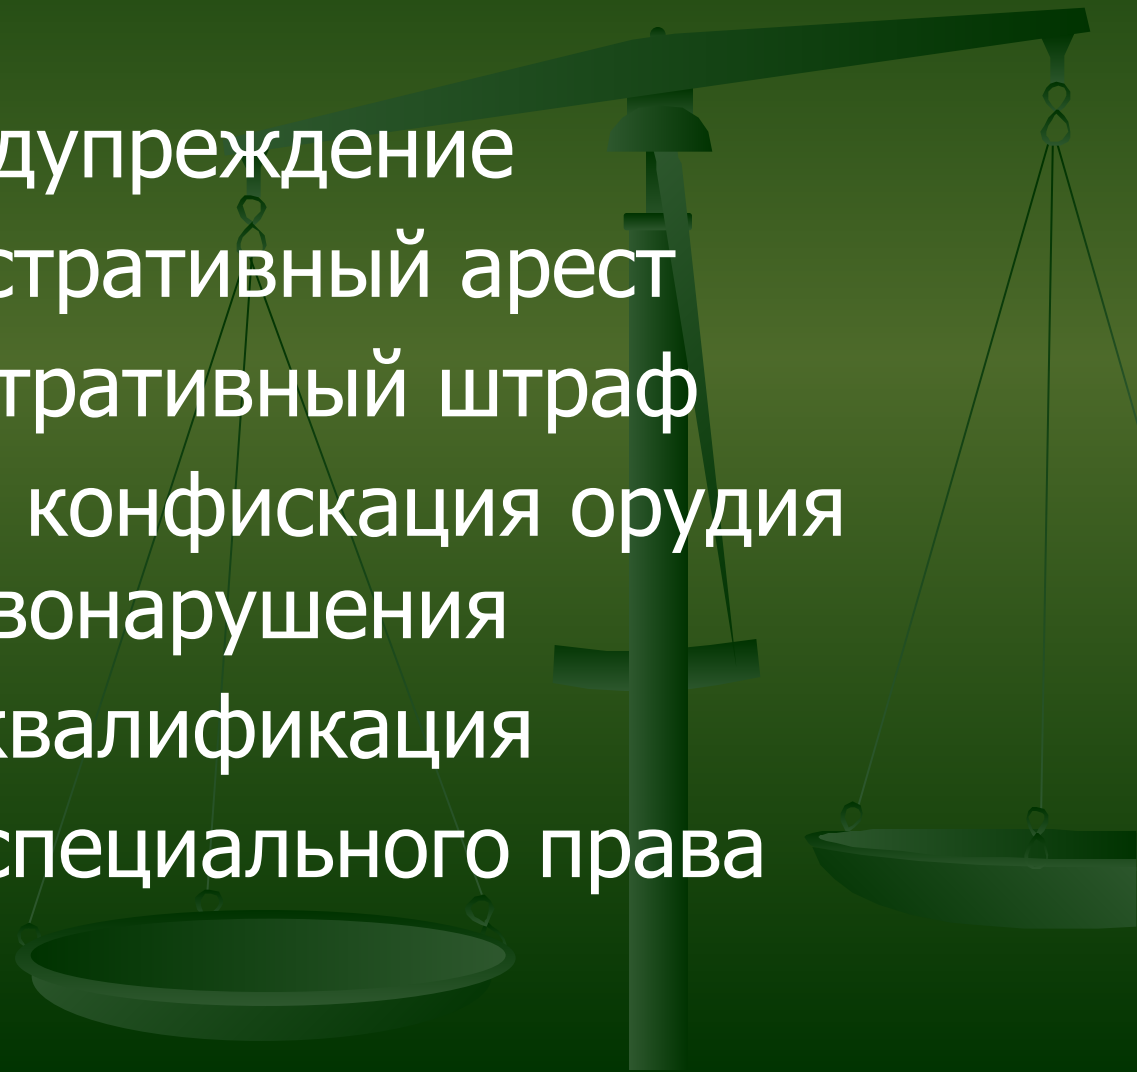 дупреждение
стративный арест
тративный штраф
конфискация орудия
вонарушения
квалификация
специального права